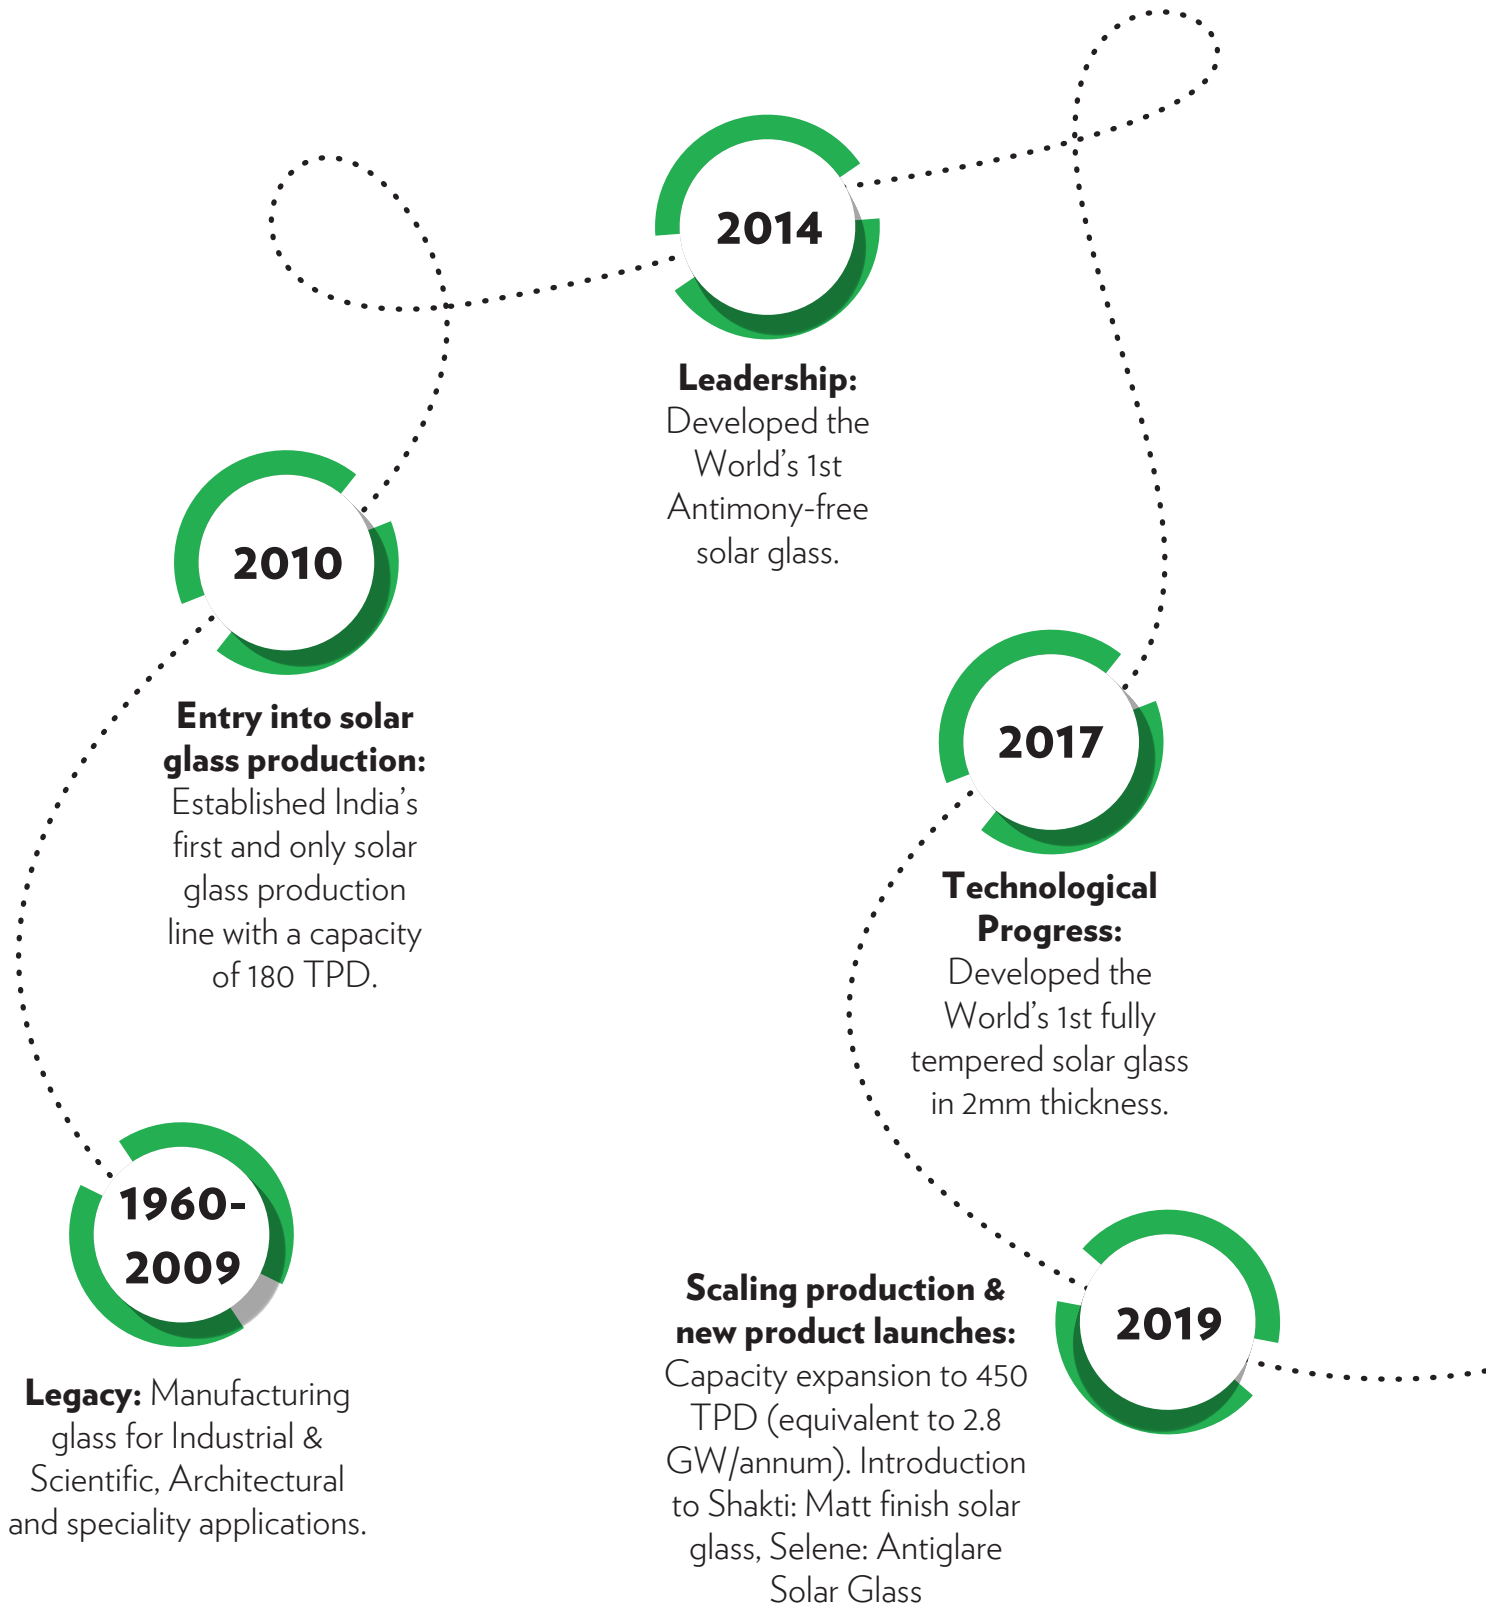 1960-
2009
Legacy: Manufacturing
glass for Industrial &
Scientific, Architectural
and speciality applications.
2010
Entry into solar
glass production:
Established India’s
first and only solar
glass production
line with a capacity
of 180 TPD.
2014
Leadership:
Developed the
World’s 1st
Antimony-free
solar glass.
2017
Technological
Progress:
Developed the
World’s 1st fully
tempered solar glass
in 2mm thickness.
2019
Scaling production &
new product launches:
Capacity expansion to 450
TPD (equivalent to 2.8
GW/annum). Introduction
to Shakti: Matt finish solar
glass, Selene: Antiglare
Solar Glass